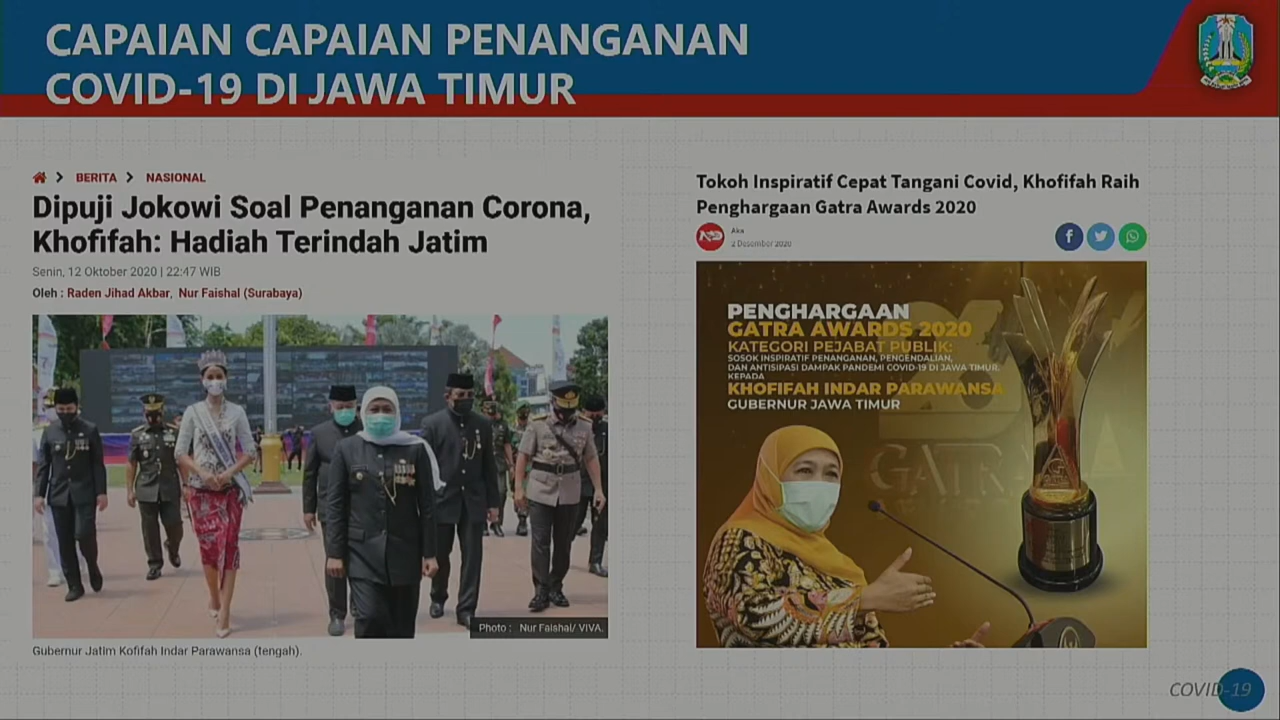 CAPAIAN CAPAIAN PENANGANAN
COVID-19 DI JAWA TIMUR
BERITA
NASIONAL
Dipuji Jokowi Soal Penanganan Corona,
Khofifah: Hadiah Terindah Jatim
Senin, 12 Oktober 2020 | 22:47 WIB
Oleh : Raden Jihad Akbar, Nur Faishal (Surabaya)
Photo : Nur Faishal/ VIVA.
Gubernur Jatim Kofifah Indar Parawansa (tengah).
Tokoh Inspiratif Cepat Tangani Covid, Khofifah Raih
Penghargaan Gatra Awards 2020
Aka
2 Desember 2020
PENGHARGAAN
GATRA AWARDS 2020
KATEGORI PEJABAT PUBLIK:
SOSOK INSPIRATIF PENANGANAN, PENGENDALIAN,
DAN ANTISIPASI DAMPAK PANDEMI COVID-19 DI JAWA TIMUR.
KEPADA
KHOFIFAH INDAR PARAWANSA
GUBERNUR JAWA TIMUR
GATRA
COVID-19